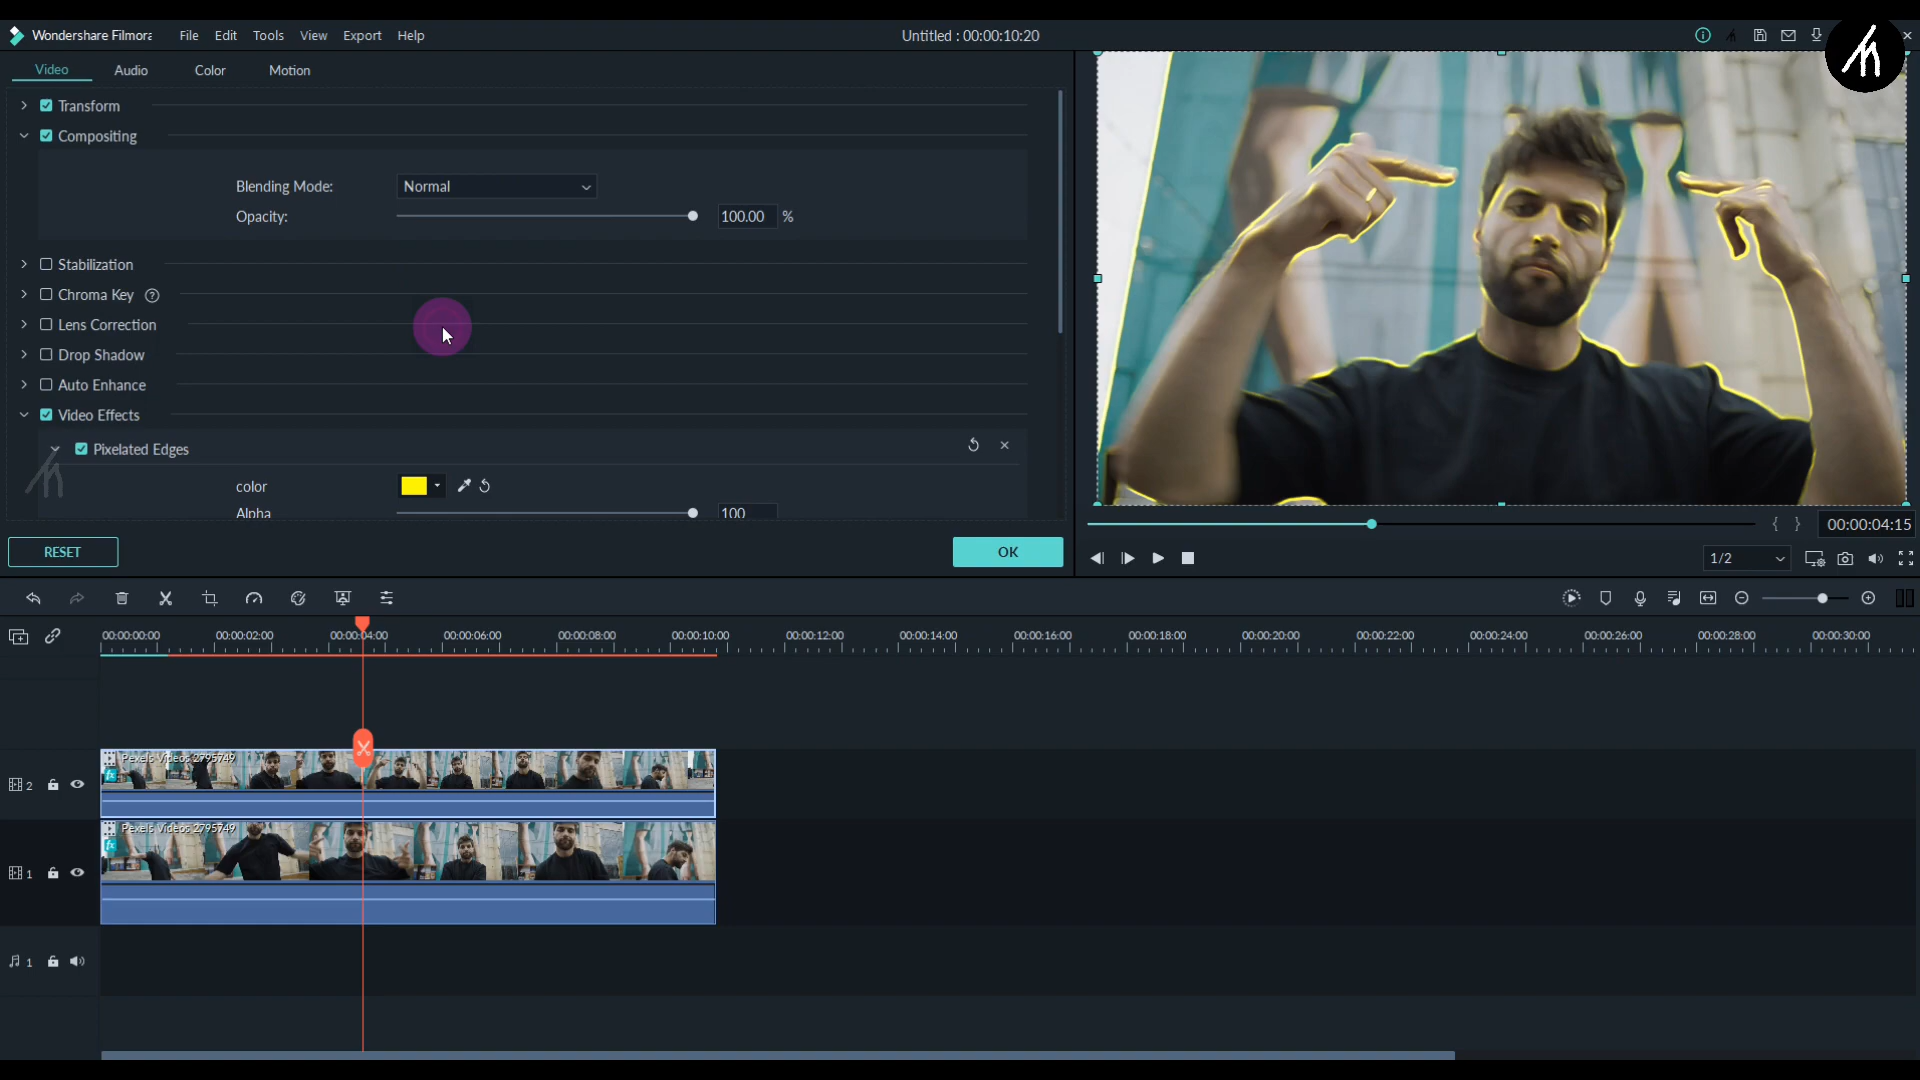 Wondershare Filmora File Edit Tools View Export Help Untitled : 00:00:10:20
Video Audio Color Motion
Transform
Compositing
Blending Mode: Normal
Opacity: 100.00 %
Stabilization
Chroma Key ?
Lens Correction
Drop Shadow
Auto Enhance
Video Effects
Pixelated Edges
color
Alpha 100
RESET OK
{ } 00:00:04:15
1/2
00:00:00:00 00:00:02:00 00:00:04:00 00:00:06:00 00:00:08:00 00:00:10:00 00:00:12:00 00:00:14:00 00:00:16:00 00:00:18:00 00:00:20:00 00:00:22:00 00:00:24:00 00:00:26:00 00:00:28:00 00:00:30:00
Pexels Videos 2795749
fx
2
Pexels Videos 2795749
fx
1
1